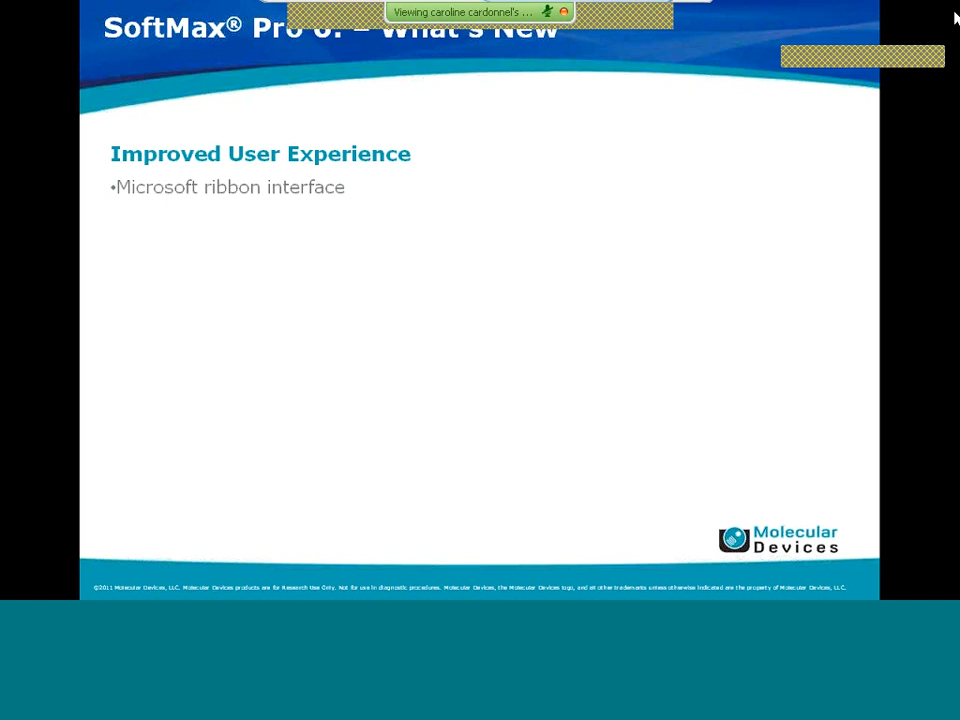 Viewing caroline cardonnel's ...
SoftMax® Pro 6. – What's New
Improved User Experience
•Microsoft ribbon interface
Molecular
Devices
©2011 Molecular Devices, LLC. Molecular Devices products are for Research Use Only. Not for use in diagnostic procedures. Molecular Devices, the Molecular Devices logo, and all other trademarks unless otherwise indicated are the property of Molecular Devices, LLC.